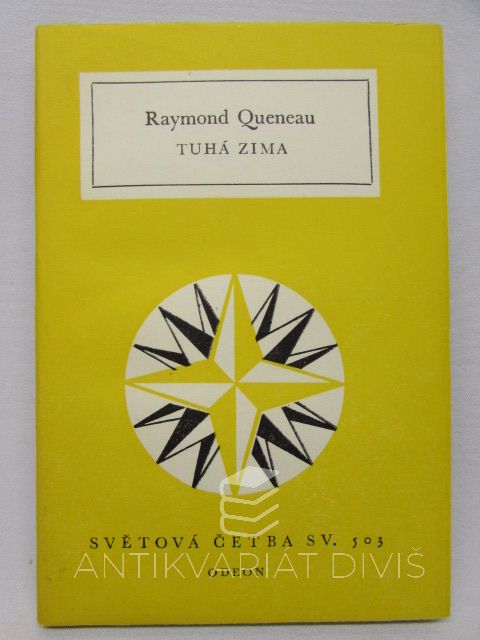 Raymond Queneau
TUHÁ ZIMA
SVĚTOVÁ ČETBA SV. 503
ANTIKVARIÁT DIVIŠ
ODEON